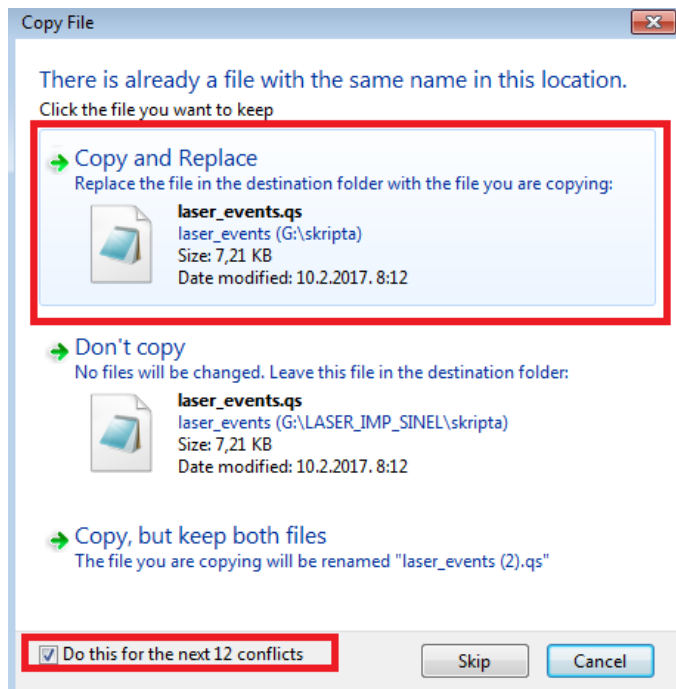 Copy File
There is already a file with the same name in this location.
Click the file you want to keep
Copy and Replace
Replace the file in the destination folder with the file you are copying:
laser_events.qs
laser_events (G:\skripta)
Size: 7,21 KB
Date modified: 10.2.2017. 8:12
Don't copy
No files will be changed. Leave this file in the destination folder:
laser_events.qs
laser_events (G:\LASER_IMP_SINEL\skripta)
Size: 7,21 KB
Date modified: 10.2.2017. 8:12
Copy, but keep both files
The file you are copying will be renamed "laser_events (2).qs"
Do this for the next 12 conflicts
Skip
Cancel